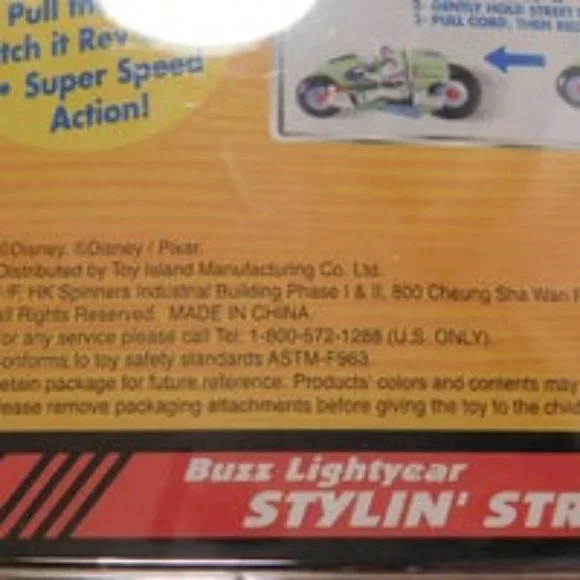 Pull th
tch it Rev
• Super Speed
Action!
2- GENTLY HOLD STREET
3- PULL CORD, THEN
©Disney. ©Disney / Pixar.
Distributed by Toy Island Manufacturing Co. Ltd.
/F, HK Spinners Industrial Building Phase I & II, 800 Cheung Sha Wan
All Rights Reserved. MADE IN CHINA.
For any service please call Tel: 1-800-572-1288 (U.S. ONLY).
Conforms to toy safety standards ASTM-F963.
etain package for future reference. Products' colors and contents may
lease remove packaging attachments before giving the toy to the child
Buzz Lightyear
STYLIN' STR